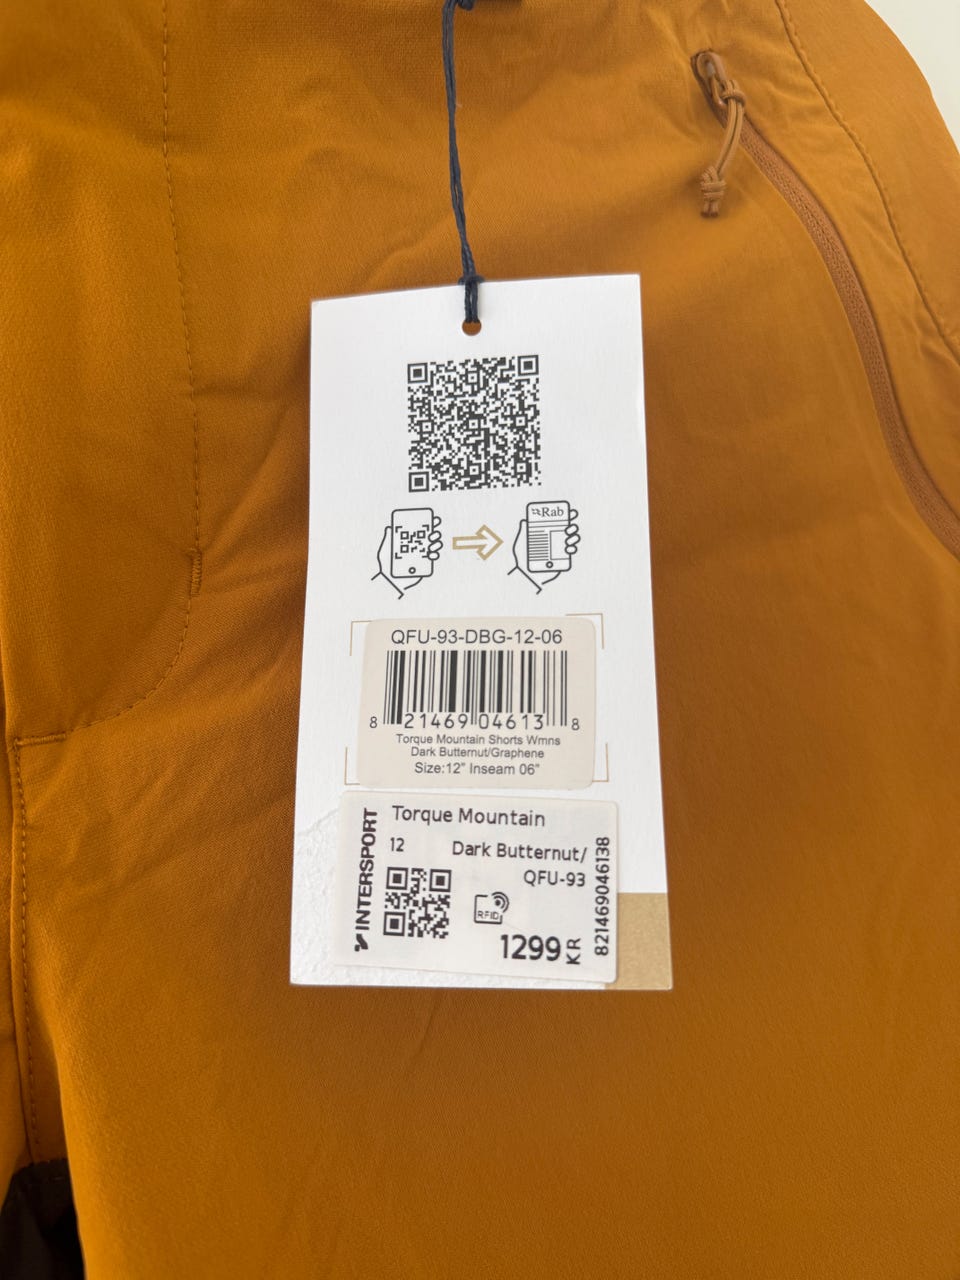 Rab
QFU-93-DBG-12-06
8 21469 04613 8
Torque Mountain Shorts Wmns
Dark Butternut/Graphene
Size:12" Inseam 06"
INTERSPORT
Torque Mountain
12 Dark Butternut/
QFU-93
RFID
1299 KR
821469046138